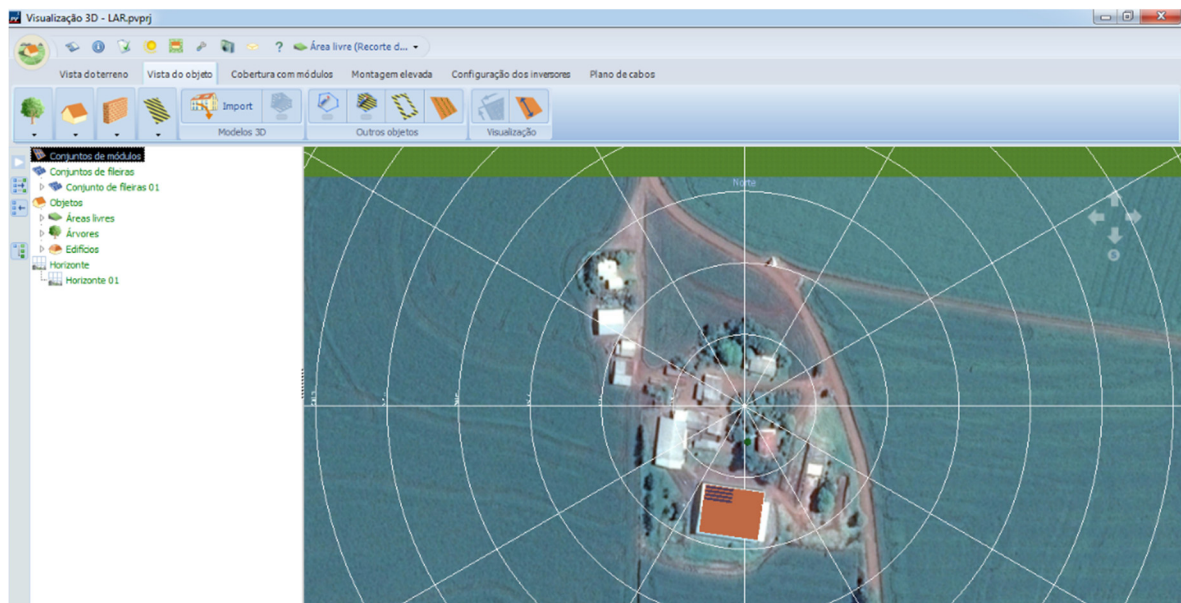 Visualização 3D - LAR.pvprj
? Área livre (Recorte d...
Vista do terreno Vista do objeto Cobertura com módulos Montagem elevada Configuração dos inversores Plano de cabos
Import
Modelos 3D Outros objetos Visualização
Conjuntos de módulos
Conjuntos de fileiras
Conjunto de fileiras 01
Objetos
Áreas livres
Árvores
Edifícios
Horizonte
Horizonte 01
Norte
S